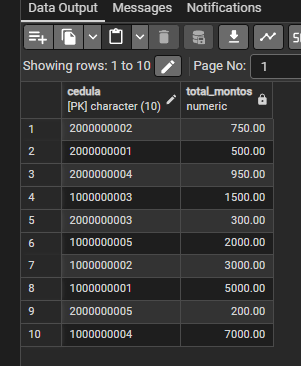 Data Output Messages Notifications
Showing rows: 1 to 10 Page No: 1
cedula total_montos
[PK] character (10) numeric
1 2000000002 750.00
2 2000000001 500.00
3 2000000004 950.00
4 1000000003 1500.00
5 2000000003 300.00
6 1000000005 2000.00
7 1000000002 3000.00
8 1000000001 5000.00
9 2000000005 200.00
10 1000000004 7000.00